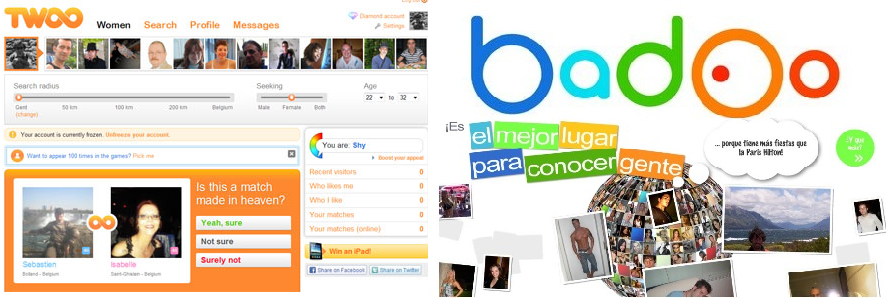 TWOO
Women Search Profile Messages
Diamond account
Settings
Search radius
Seeking
Age
Gent 50 km 100 km 200 km Belgium
(change)
Male Female Both
22 to 32
Your account is currently frozen. Unfreeze your account.
Want to appear 100 times in the games? Pick me
Is this a match
made in heaven?
Yeah, sure
Not sure
Surely not
Sebastien
Boiland - Belgium
Isabelle
Saint-Ghislain - Belgium
You are: Shy
Boost your appeal
Recent visitors 0
Who likes me 0
Who I like 0
Your matches 0
Your matches (online) 0
Win an iPad!
Share on Facebook
Share on Twitter
badoo
¡Es
el mejor lugar
para conocer gente
... porque tiene más fiestas que
la Paris Hilton!
¿Y que
más?